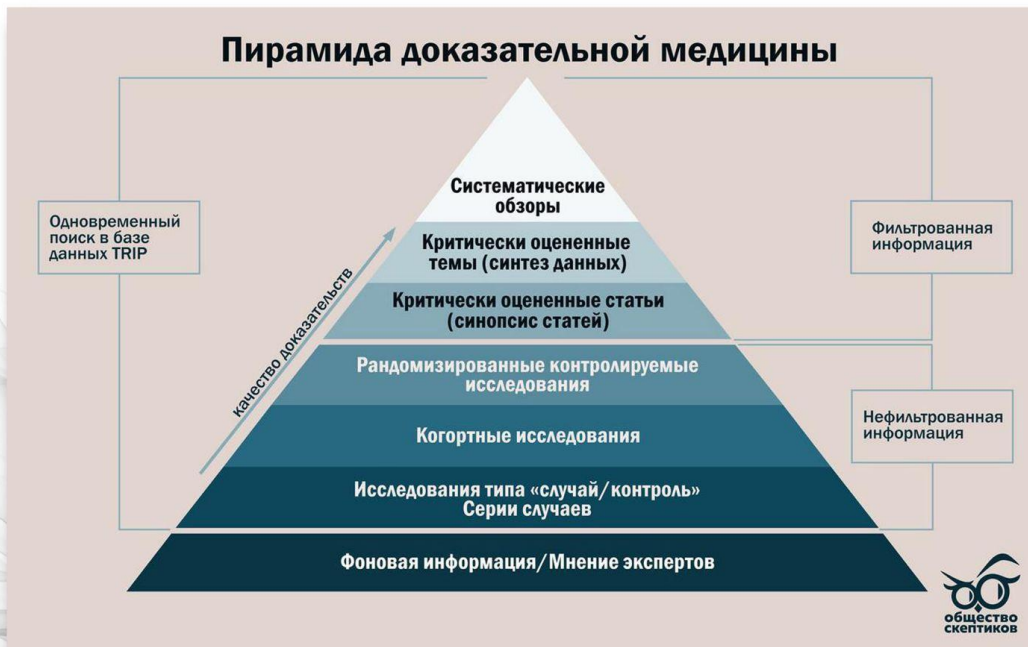 Пирамида доказательной медицины
Систематические
обзоры
Одновременный
поиск в базе
данных TRIP
Фильтрованная
информация
Критически оцененные
темы (синтез данных)
качество доказательств
Критически оцененные статьи
(синопсис статей)
Рандомизированные контролируемые
исследования
Нефильтрованная
информация
Когортные исследования
Исследования типа «случай/контроль»
Серии случаев
Фоновая информация/Мнение экспертов
общество
скептиков